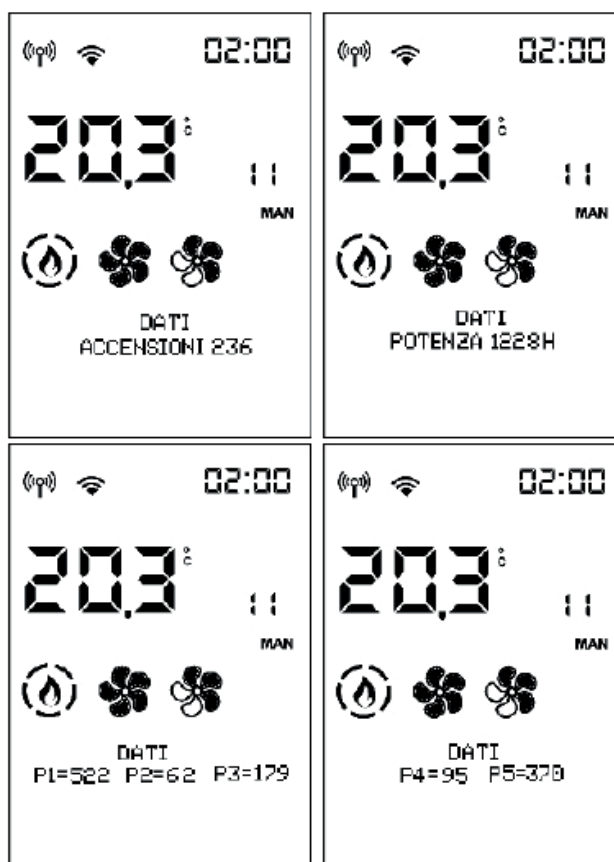 02:00
20.3°C
11
MAN
DATI
ACCENSIONI 236
02:00
20.3°C
11
MAN
DATI
POTENZA 1228H
02:00
20.3°C
11
MAN
DATI
P1=522 P2=62 P3=179
02:00
20.3°C
11
MAN
DATI
P4=95 P5=370